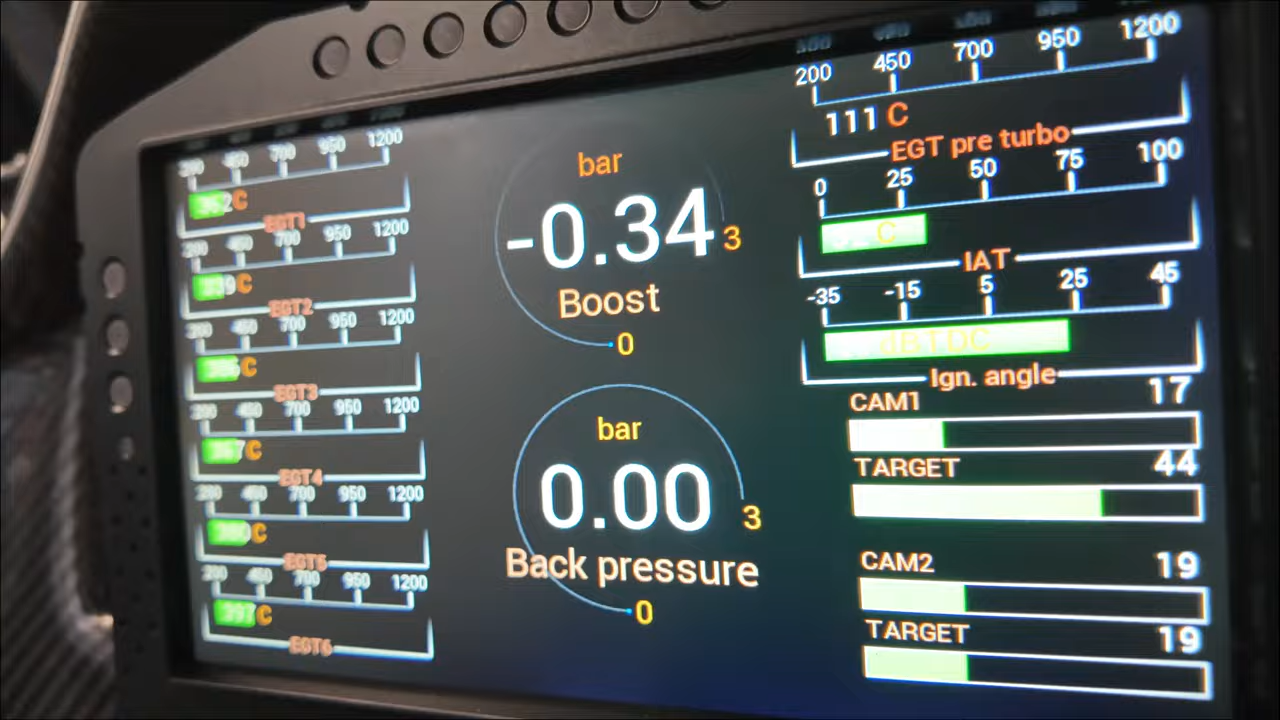 200 450 700 950 1200
C
EGT1
200 450 700 950 1200
C
EGT2
200 450 700 950 1200
C
EGT3
200 450 700 950 1200
C
EGT4
200 450 700 950 1200
C
EGT5
200 450 700 950 1200
397 C
EGT6
bar
-0.34
3
Boost
0
bar
0.00
3
Back pressure
0
200 450 700 950 1200
111 C
EGT pre turbo
0 25 50 75 100
C
IAT
-35 -15 5 25 45
dBTDC
Ign. angle
CAM1 17
TARGET 44
CAM2 19
TARGET 19